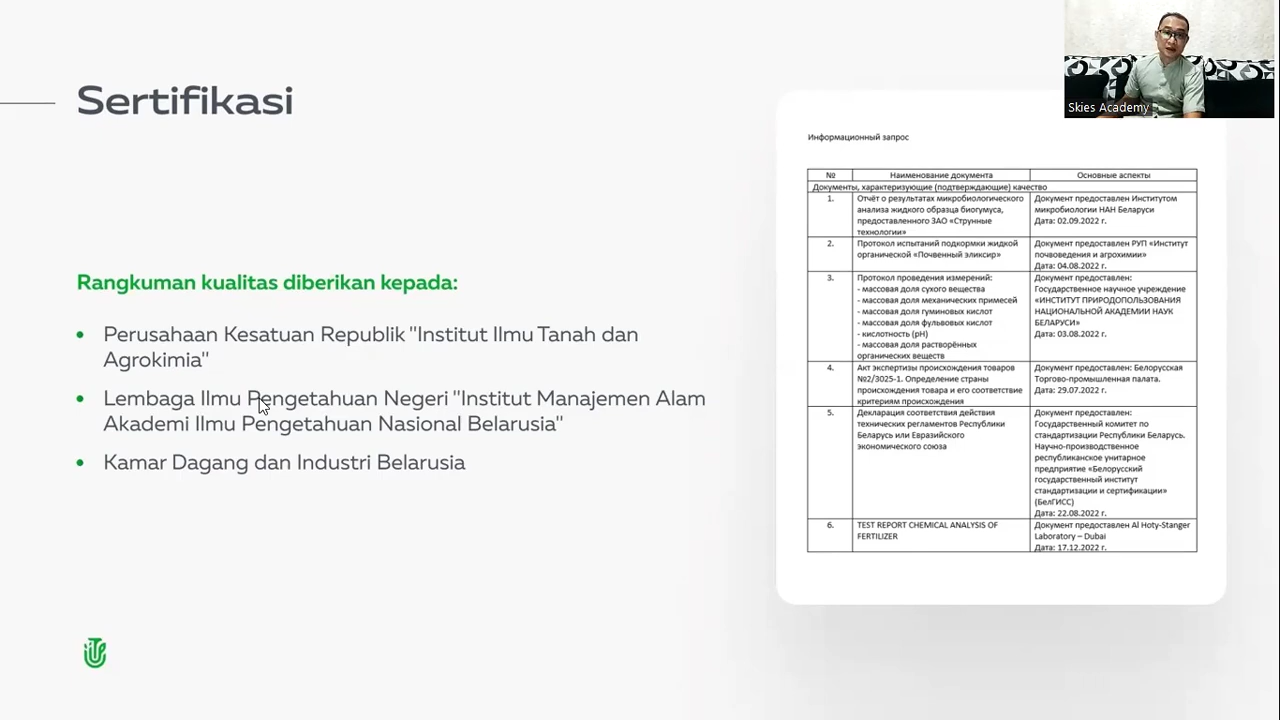 Sertifikasi
Rangkuman kualitas diberikan kepada:
Perusahaan Kesatuan Republik "Institut Ilmu Tanah dan
Agrokimia"
Lembaga Ilmu Pengetahuan Negeri "Institut Manajemen Alam
Akademi Ilmu Pengetahuan Nasional Belarusia"
Kamar Dagang dan Industri Belarusia
Skies Academy
Информационный запрос
№ Наименование документа Основные аспекты
Документы, характеризующие (подтверждающие) качество
1.
Отчёт о результатах микробиологического
анализа жидкого образца биогумуса,
предоставленного ЗАО «Струнные
технологии»
Документ предоставлен Институтом
микробиологии НАН Беларуси
Дата: 02.09.2022 г.
2.
Протокол испытаний подкормки жидкой
органической «Почвенный эликсир»
Документ предоставлен РУП «Институт
почвоведения и агрохимии»
Дата: 04.08.2022 г.
3.
Протокол проведения измерений:
- массовая доля сухого вещества
- массовая доля механических примесей
- массовая доля гуминовых кислот
- массовая доля фульвовых кислот
- кислотность (pH)
- массовая доля растворённых
органических веществ
Документ предоставлен:
Государственное научное учреждение
«ИНСТИТУТ ПРИРОДОПОЛЬЗОВАНИЯ
НАЦИОНАЛЬНОЙ АКАДЕМИИ НАУК
БЕЛАРУСИ»
Дата: 03.08.2022 г.
4.
Акт экспертизы происхождения товаров
№2/3025-1. Определение страны
происхождения товара и его соответствие
критериям происхождения
Документ предоставлен: Белорусская
Торгово-промышленная палата.
Дата: 29.07.2022 г.
5.
Декларация соответствия действия
технических регламентов Республики
Беларусь или Евразийского
экономического союза
Документ предоставлен:
Государственный комитет по
стандартизации Республики Беларусь.
Научно-производственное
республиканское унитарное
предприятие «Белорусский
государственный институт
стандартизации и сертификации»
(БелГИСС)
Дата: 22.08.2022 г.
6.
TEST REPORT CHEMICAL ANALYSIS OF
FERTILIZER
Документ предоставлен Al Hoty-Stanger
Laboratory – Dubai
Дата: 17.12.2022 г.